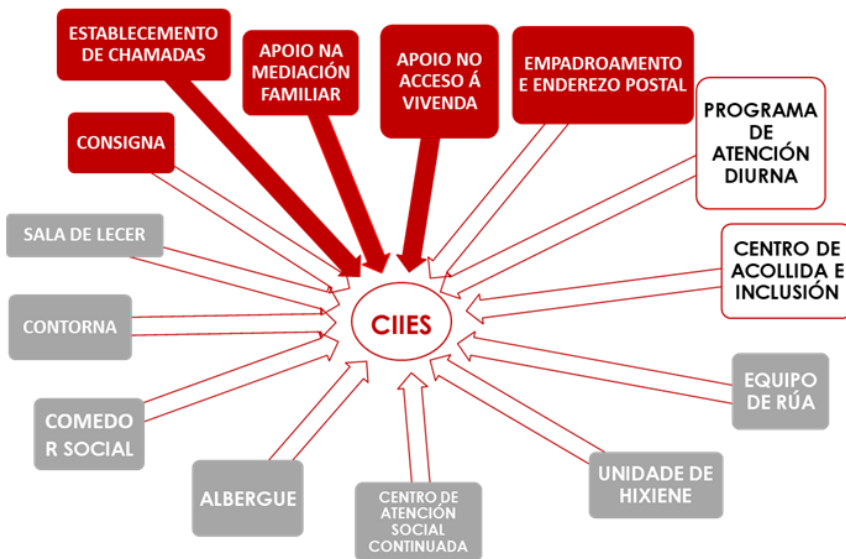 ESTABLECEMENTO
DE CHAMADAS
APOIO NA
MEDIACIÓN
FAMILIAR
APOIO NO
ACCESO Á
VIVENDA
EMPADROAMENTO
E ENDEREZO POSTAL
PROGRAMA
DE
ATENCIÓN
DIURNA
CONSIGNA
SALA DE LECER
CENTRO DE
ACOLLIDA E
INCLUSIÓN
CONTORNA
CIIES
EQUIPO
DE RÚA
COMEDO
R SOCIAL
ALBERGUE
CENTRO DE
ATENCIÓN
SOCIAL
CONTINUADA
UNIDADE DE
HIXIENE